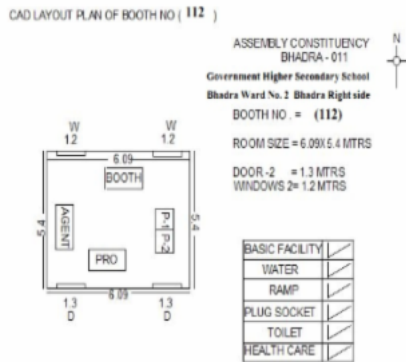 CAD LAYOUT PLAN OF BOOTH NO ( 112 )
N
ASSEMBLY CONSTITUENCY
BHADRA - 011
Government Higher Secondary School
Bhadra Ward No. 2 Bhadra Right side
BOOTH NO . = (112)
ROOM SIZE = 6.09X5.4 MTRS
DOOR -2 = 1.3 MTRS
WINDOWS 2= 1.2 MTRS
W W
1.2 1.2
6.09
BOOTH
5.4 AGENT P-1 5.4
P-2
PRO
1.3 6.09 1.3
D D
BASIC FACILITY
WATER
RAMP
PLUG SOCKET
TOILET
HEALTH CARE